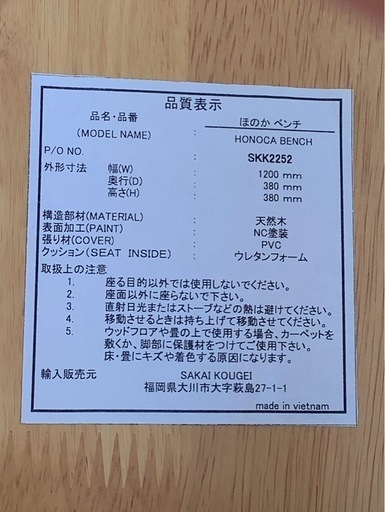 品質表示
品名・品番 : ほのか ベンチ
(MODEL NAME) HONOCA BENCH
P/O NO. : SKK2252
外形寸法 幅(W) : 1200 mm
奥行(D) : 380 mm
高さ(H) : 380 mm
構造部材(MATERIAL) : 天然木
表面加工(PAINT) : NC塗装
張り材(COVER) : PVC
クッション(SEAT INSIDE) : ウレタンフォーム
取扱上の注意
1. 座る目的以外では使用しないでください。
2. 座面以外に座らないで下さい。
3. 直射日光またはストーブなどの熱は避けてください。
4. 移動させるときは持ち上げて移動させてください。
5. ウッドフロアや畳の上で使用する場合、カーペットを
敷くか、脚部に保護材をつけてご使用下さい。
床・畳にキズや着色する原因になります。
輸入販売元 SAKAI KOUGEI
福岡県大川市大字萩島27-1-1
made in vietnam